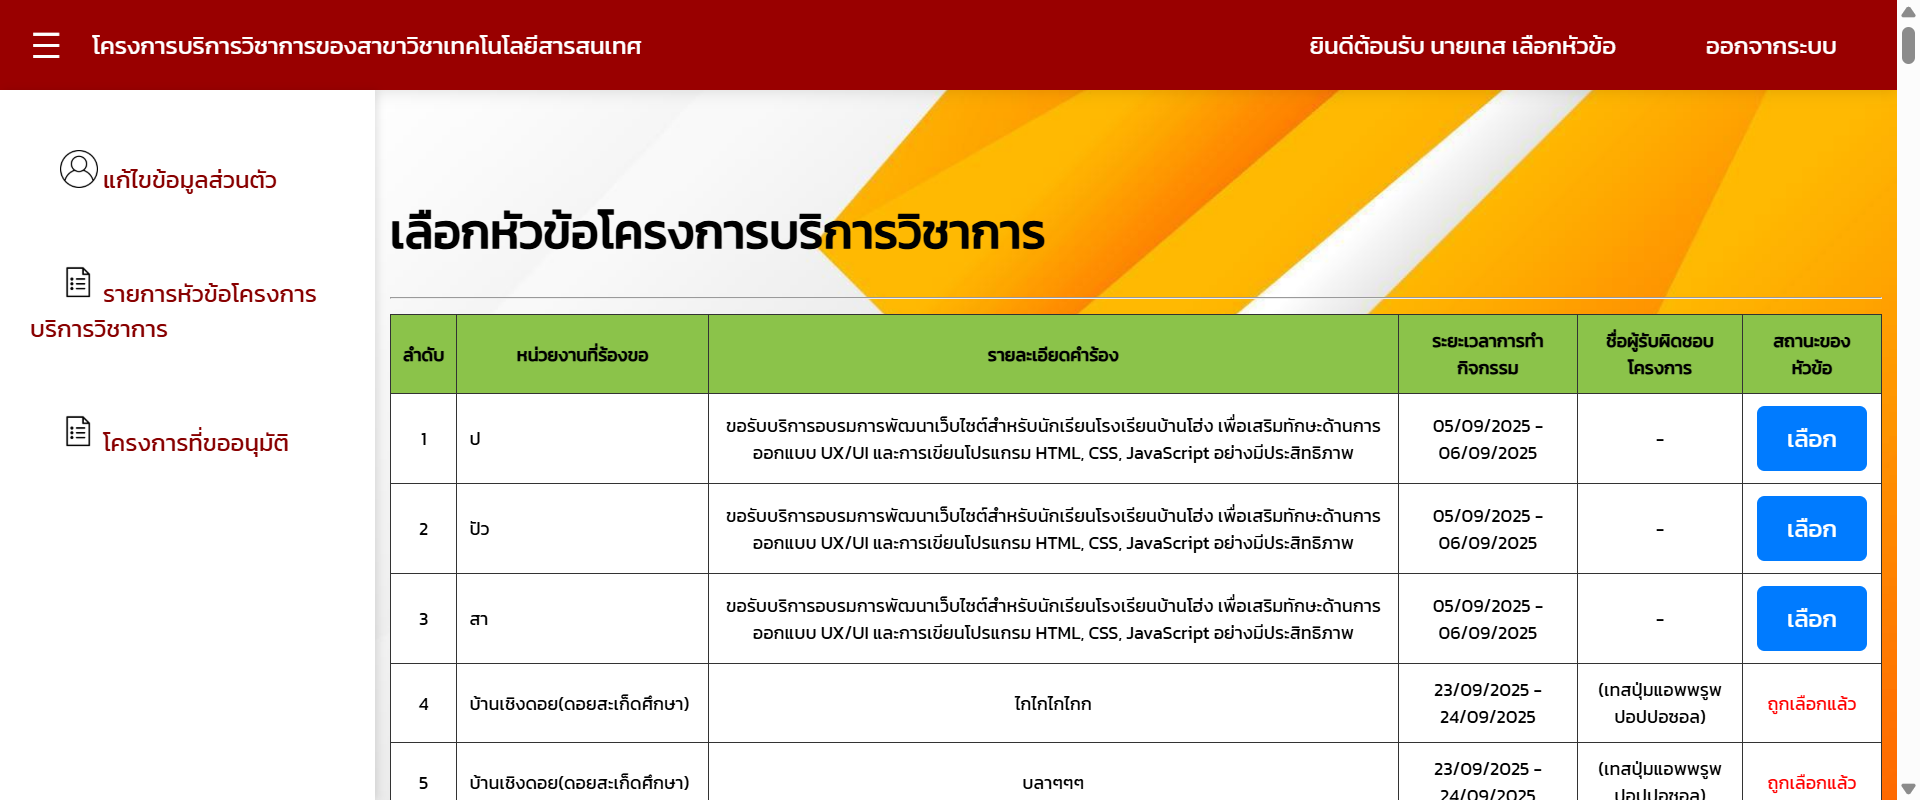 โครงการบริการวิชาการของสาขาวิชาเทคโนโลยีสารสนเทศ
ยินดีต้อนรับ นายเทส เลือกหัวข้อ
ออกจากระบบ
แก้ไขข้อมูลส่วนตัว
รายการหัวข้อโครงการ
บริการวิชาการ
โครงการที่ขออนุมัติ
เลือกหัวข้อโครงการบริการวิชาการ
ลำดับ
หน่วยงานที่ร้องขอ
รายละเอียดคำร้อง
ระยะเวลาการทำ
กิจกรรม
ชื่อผู้รับผิดชอบ
โครงการ
สถานะของ
หัวข้อ
1
ป
ขอรับบริการอบรมการพัฒนาเว็บไซต์สำหรับนักเรียนโรงเรียนบ้านโฮ่ง เพื่อเสริมทักษะด้านการ
ออกแบบ UX/UI และการเขียนโปรแกรม HTML, CSS, JavaScript อย่างมีประสิทธิภาพ
05/09/2025 -
06/09/2025
-
เลือก
2
ปัว
ขอรับบริการอบรมการพัฒนาเว็บไซต์สำหรับนักเรียนโรงเรียนบ้านโฮ่ง เพื่อเสริมทักษะด้านการ
ออกแบบ UX/UI และการเขียนโปรแกรม HTML, CSS, JavaScript อย่างมีประสิทธิภาพ
05/09/2025 -
06/09/2025
-
เลือก
3
สา
ขอรับบริการอบรมการพัฒนาเว็บไซต์สำหรับนักเรียนโรงเรียนบ้านโฮ่ง เพื่อเสริมทักษะด้านการ
ออกแบบ UX/UI และการเขียนโปรแกรม HTML, CSS, JavaScript อย่างมีประสิทธิภาพ
05/09/2025 -
06/09/2025
-
เลือก
4
บ้านเชิงดอย(ดอยสะเก็ดศึกษา)
ไกไกไกไกก
23/09/2025 -
24/09/2025
(เทสปุ่มแอพพรูพ
ปอปปอซอล)
ถูกเลือกแล้ว
5
บ้านเชิงดอย(ดอยสะเก็ดศึกษา)
บลาๆๆๆ
23/09/2025 -
24/09/2025
(เทสปุ่มแอพพรูพ
ปอปปอซอล)
ถูกเลือกแล้ว